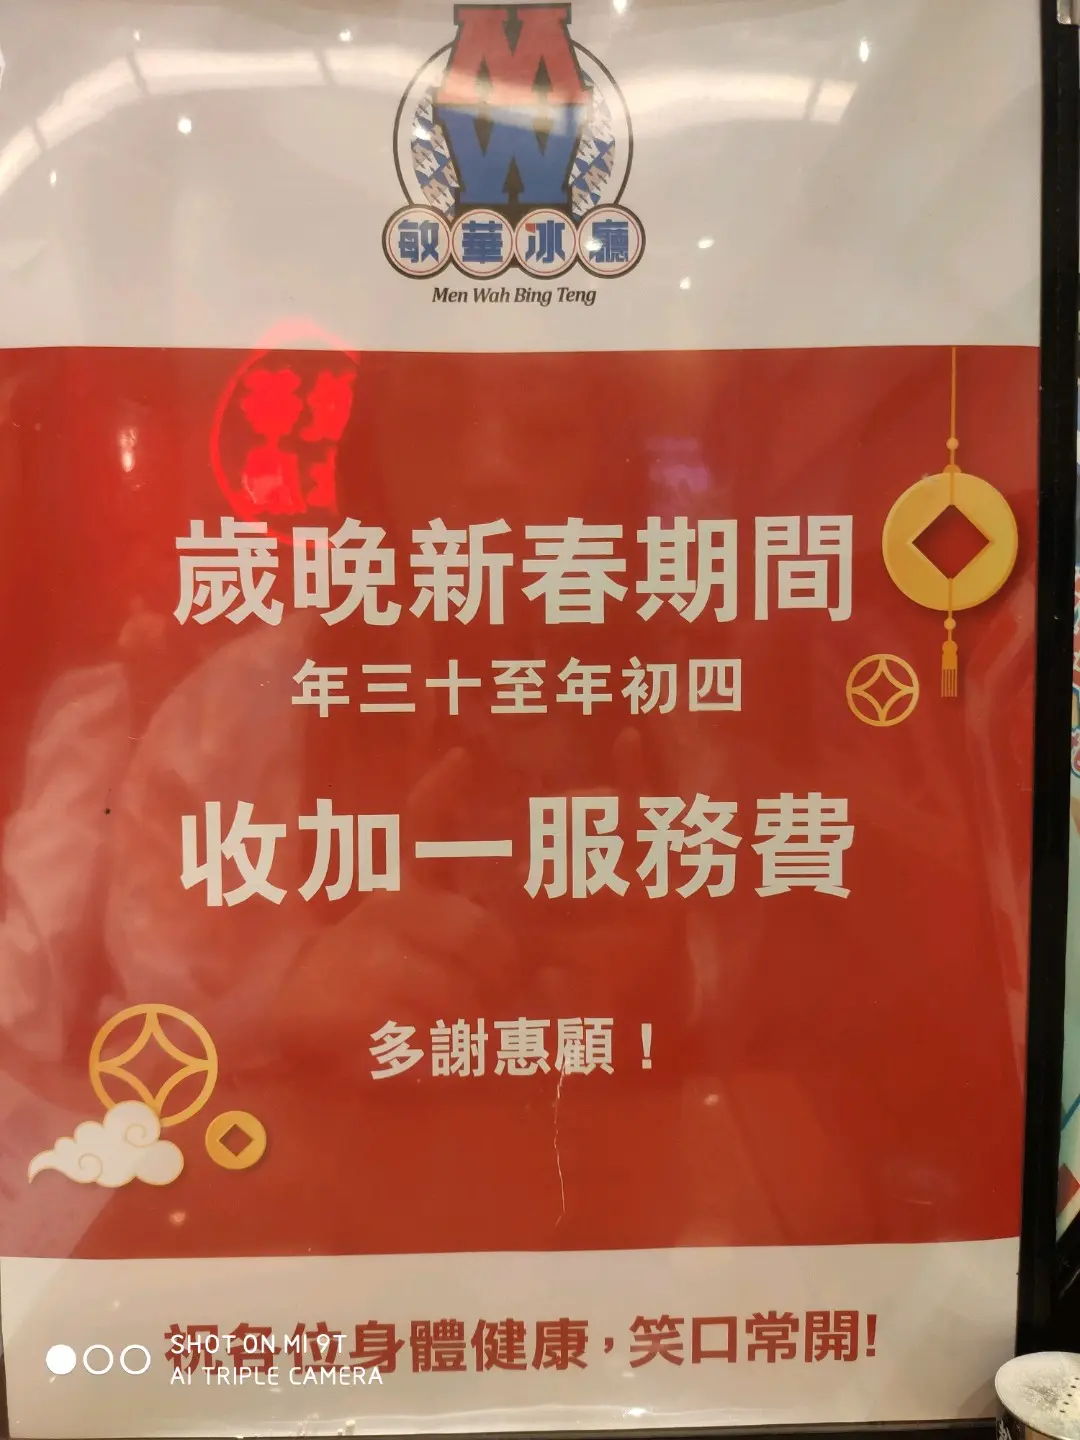 MW
敏華冰廳
Men Wah Bing Teng
歲晚新春期間
年三十至年初四
收加一服務費
多謝惠顧！
祝各位身體健康，笑口常開!
SHOT ON MI 9T
AI TRIPLE CAMERA